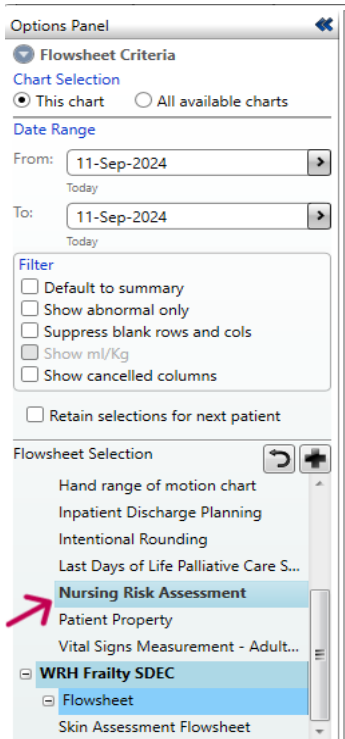 Options Panel
Flowsheet Criteria
Chart Selection
This chart All available charts
Date Range
From: 11-Sep-2024
Today
To: 11-Sep-2024
Today
Filter
Default to summary
Show abnormal only
Suppress blank rows and cols
Show ml/Kg
Show cancelled columns
Retain selections for next patient
Flowsheet Selection
Hand range of motion chart
Inpatient Discharge Planning
Intentional Rounding
Last Days of Life Palliative Care S...
Nursing Risk Assessment
Patient Property
Vital Signs Measurement - Adult...
WRH Frailty SDEC
Flowsheet
Skin Assessment Flowsheet